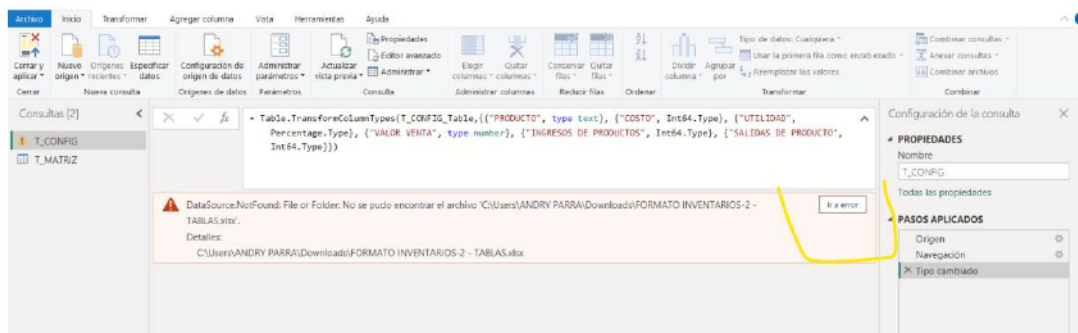 Archivo Inicio Transformar Agregar columna Vista Herramientas Ayuda
Cerrar y aplicar
Nuevo origen
Orígenes recientes
Especificar datos
Configuración de origen de datos
Administrar parámetros
Actualizar vista previa
Propiedades
Editor avanzado
Administrar
Elegir columnas
Quitar columnas
Conservar filas
Quitar filas
Dividir columna
Agrupar por
Tipo de datos: Cualquiera
Usar la primera fila como encabezado
Reemplazar los valores
Combinar consultas
Anexar consultas
Combinar archivos
Cerrar Nueva consulta Orígenes de datos Parámetros Consulta Administrar columnas Reducir filas Ordenar Transformar Combinar
Consultas [2]
T_CONFIG
T_MATRIZ
= Table.TransformColumnTypes(T_CONFIG_Table,{{"PRODUCTO", type text}, {"COSTO", Int64.Type}, {"UTILIDAD",
Percentage.Type}, {"VALOR VENTA", type number}, {"INGRESOS DE PRODUCTOS", Int64.Type}, {"SALIDAS DE PRODUCTO",
Int64.Type}})
DataSource.NotFound: File or Folder: No se pudo encontrar el archivo 'C:\Users\ANDRY PARRA\Downloads\FORMATO INVENTARIOS-2 -
TABLAS.xlsx'.
Detalles:
C:\Users\ANDRY PARRA\Downloads\FORMATO INVENTARIOS-2 - TABLAS.xlsx
Ir a error
Configuración de la consulta
PROPIEDADES
Nombre
T_CONFIG
Todas las propiedades
PASOS APLICADOS
Origen
Navegación
Tipo cambiado